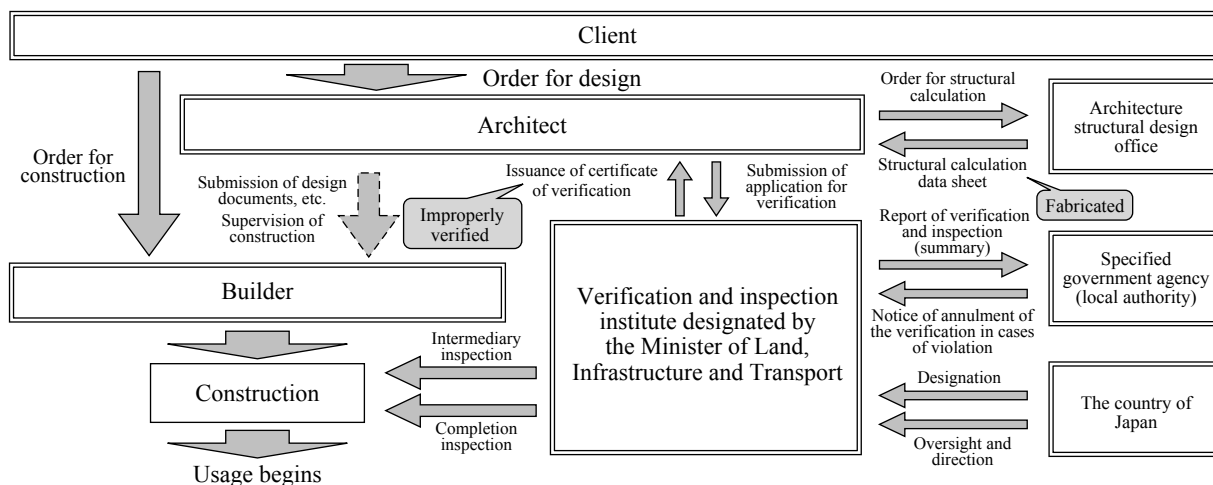 Client
Order for design
Order for structural
calculation
Architect
Architecture
structural design
office
Order for
construction
Structural calculation
data sheet
Fabricated
Issuance of certificate
of verification
Submission of
application for
verification
Submission of design
documents, etc.
Supervision of
construction
Improperly
verified
Report of verification
and inspection
(summary)
Specified
government agency
(local authority)
Builder
Verification and inspection
institute designated by
the Minister of Land,
Infrastructure and Transport
Notice of annulment of
the verification in cases
of violation
Intermediary
inspection
Construction
Designation
The country of
Japan
Completion
inspection
Oversight and
direction
Usage begins